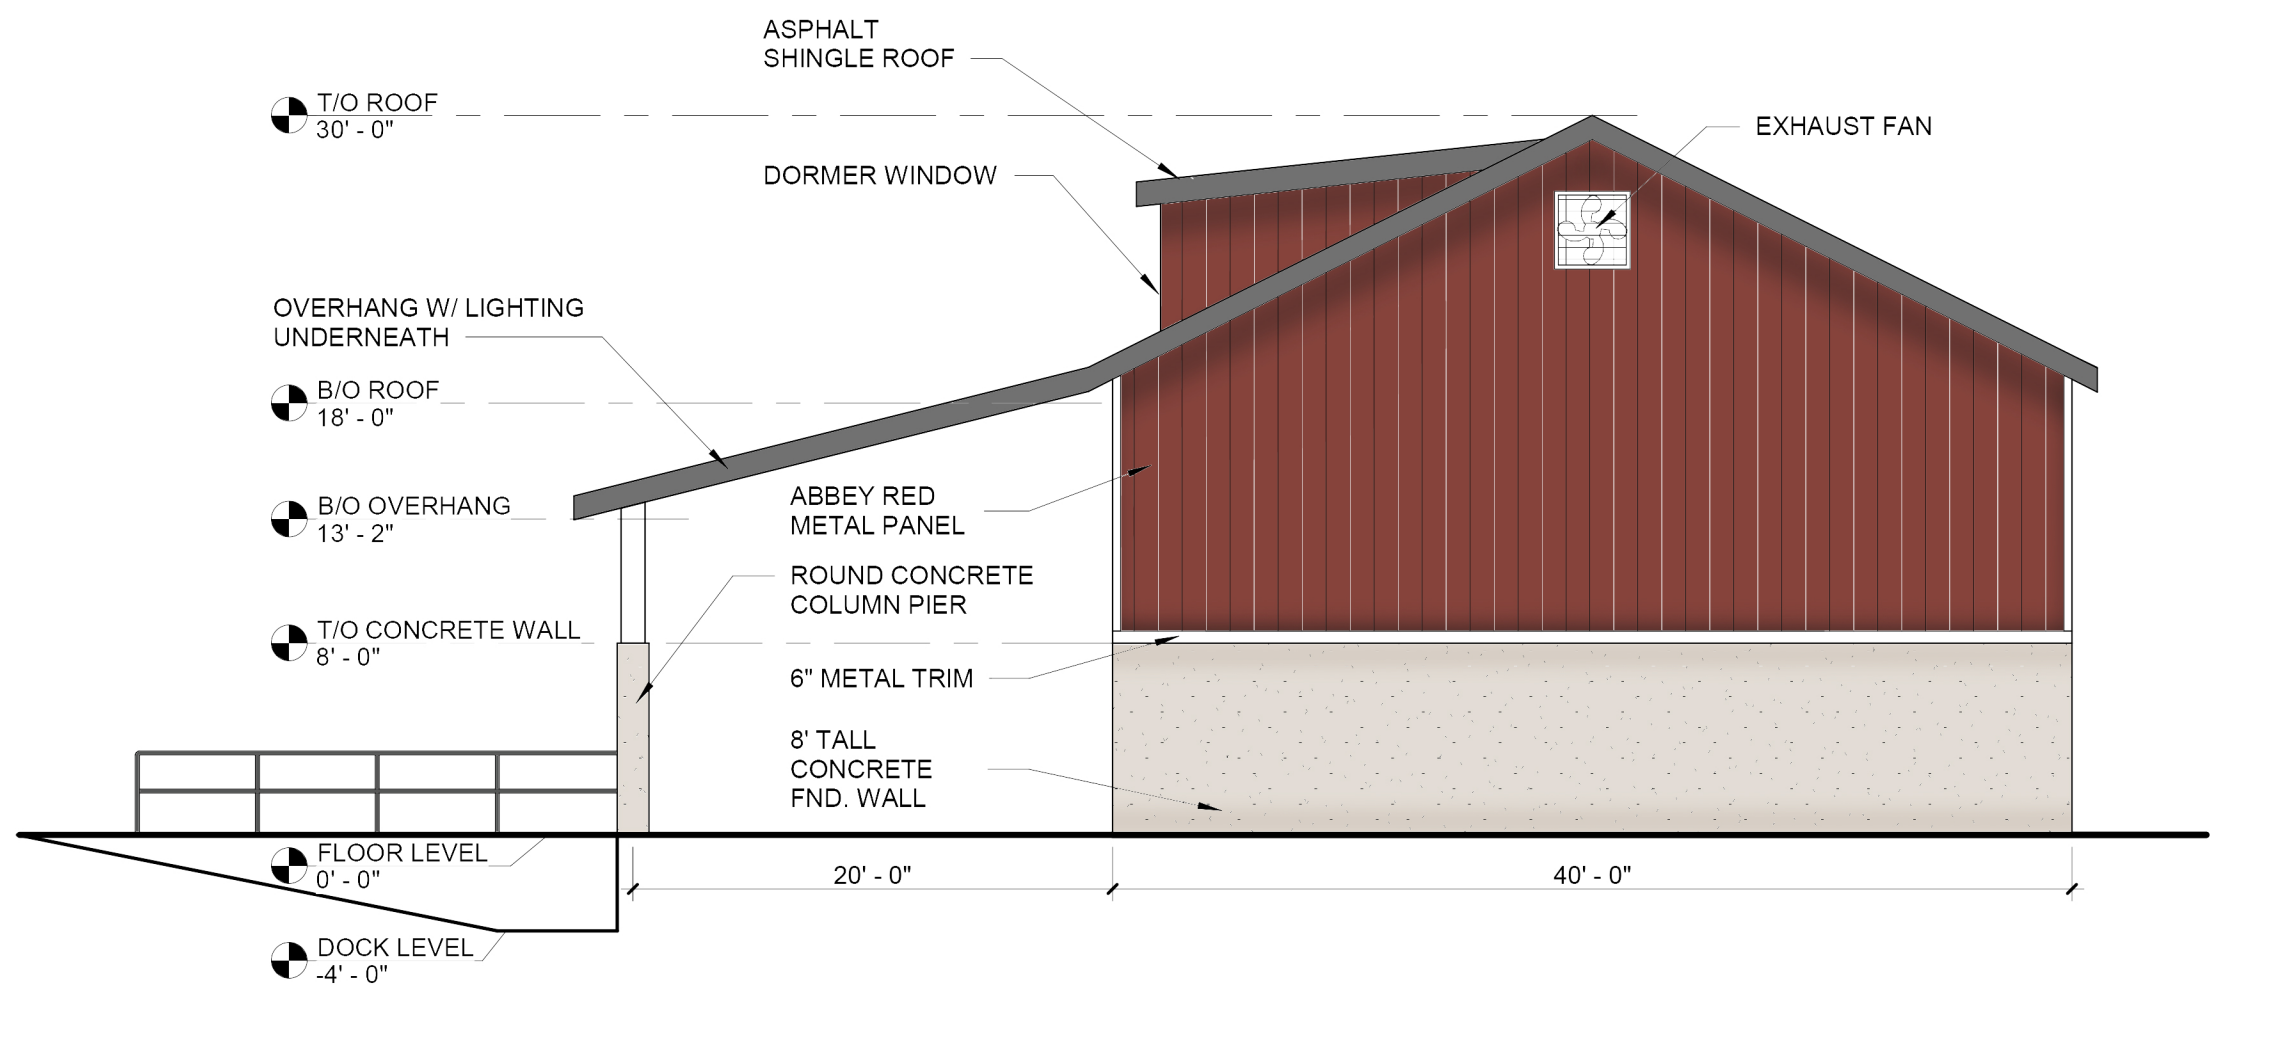 ASPHALT
SHINGLE ROOF
T/O ROOF
30' - 0"
EXHAUST FAN
DORMER WINDOW
OVERHANG W/ LIGHTING
UNDERNEATH
B/O ROOF
18' - 0"
B/O OVERHANG
13' - 2"
ABBEY RED
METAL PANEL
ROUND CONCRETE
COLUMN PIER
T/O CONCRETE WALL
8' - 0"
6" METAL TRIM
8' TALL
CONCRETE
FND. WALL
FLOOR LEVEL
0' - 0"
20' - 0"
40' - 0"
DOCK LEVEL
-4' - 0"